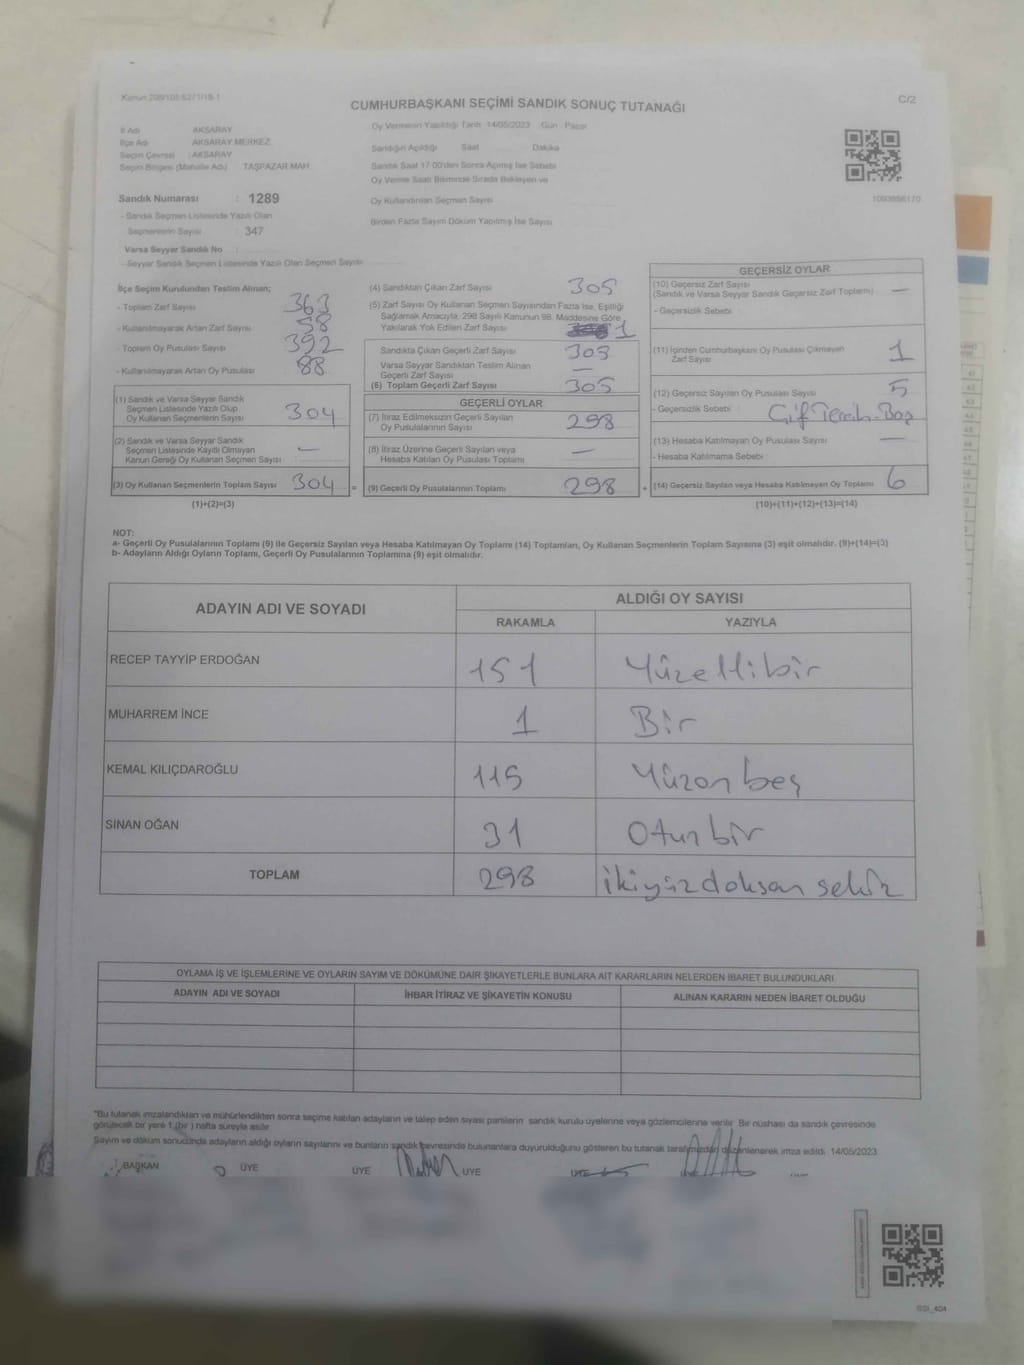 C/2
CUMHURBAŞKANI SEÇİMİ SANDIK SONUÇ TUTANAĞI
İl Adı AKSARAY
İlçe Adı AKSARAY MERKEZ
Seçim Çevresi : AKSARAY
Seçim Bölgesi (Mahalle Adı) TAŞPAZAR MAH.
Sandık Numarası : 1289
- Sandık Seçmen Listesinde Yazılı Olan
Seçmenlerin Sayısı : 347
Varsa Seyyar Sandık No
- Seyyar Sandık Seçmen Listesinde Yazılı Olan Seçmen Sayısı
Oy Vermenin Yapıldığı Tarih 14/05/2023 Gün Pazar
Sandığın Açıldığı Saat Dakika
Sandık Saat 17:00'den Sonra Açılmış İse Sebebi
Oy Verme Saati Bitiminde Sırada Bekleyen ve
Oy Kullandırılan Seçmen Sayısı
Birden Fazla Sayım Döküm Yapılmış İse Sayısı
1093656170
İlçe Seçim Kurulundan Teslim Alınan;
- Toplam Zarf Sayısı 363
- Kullanılmayarak Artan Zarf Sayısı 58
- Toplam Oy Pusulası Sayısı 392
- Kullanılmayarak Artan Oy Pusulası 88
(1) Sandık ve Varsa Seyyar Sandık
Seçmen Listesinde Yazılı Olup
Oy Kullanan Seçmenlerin Sayısı 304
(2) Sandık ve Varsa Seyyar Sandık
Seçmen Listesinde Kayıtlı Olmayan
Kanun Gereği Oy Kullanan Seçmen Sayısı : —
(3) Oy Kullanan Seçmenlerin Toplam Sayısı 304 =
(1)+(2)=(3)
(4) Sandıktan Çıkan Zarf Sayısı 305
(5) Zarf Sayısı Oy Kullanan Seçmen Sayısından Fazla İse, Eşitliği
Sağlamak Amacıyla, 298 Sayılı Kanunun 98. Maddesine Göre
Yakılarak Yok Edilen Zarf Sayısı 1
Sandıkta Çıkan Geçerli Zarf Sayısı 303
Varsa Seyyar Sandıktan Teslim Alınan
Geçerli Zarf Sayısı —
(6) Toplam Geçerli Zarf Sayısı 305
GEÇERLİ OYLAR
(7) İtiraz Edilmeksizin Geçerli Sayılan
Oy Pusulalarının Sayısı 298
(8) İtiraz Üzerine Geçerli Sayılan veya
Hesaba Katılan Oy Pusulası Toplamı —
(9) Geçerli Oy Pusulalarının Toplamı 298 +
GEÇERSİZ OYLAR
(10) Geçersiz Zarf Sayısı
(Sandık ve Varsa Seyyar Sandık Geçersiz Zarf Toplamı) —
- Geçersizlik Sebebi
(11) İçinden Cumhurbaşkanı Oy Pusulası Çıkmayan
Zarf Sayısı 1
(12) Geçersiz Sayılan Oy Pusulası Sayısı 5
- Geçersizlik Sebebi : Çif Tercih-Boş
(13) Hesaba Katılmayan Oy Pusulası Sayısı —
- Hesaba Katılmama Sebebi
(14) Geçersiz Sayılan veya Hesaba Katılmayan Oy Toplamı 6
(10)+(11)+(12)+(13)=(14)
NOT:
a- Geçerli Oy Pusulalarının Toplamı (9) ile Geçersiz Sayılan veya Hesaba Katılmayan Oy Toplamı (14) Toplamları, Oy Kullanan Seçmenlerin Toplam Sayısına (3) eşit olmalıdır. (9)+(14)=(3)
b- Adayların Aldığı Oyların Toplamı, Geçerli Oy Pusulalarının Toplamına (9) eşit olmalıdır.
ADAYIN ADI VE SOYADI ALDIĞI OY SAYISI
RAKAMLA YAZIYLA
RECEP TAYYİP ERDOĞAN 151 Yüzellibir
MUHARREM İNCE 1 Bir
KEMAL KILIÇDAROĞLU 115 Yüzon beş
SİNAN OĞAN 31 Otuz bir
TOPLAM 298 ikiyüzdoksan sekiz
OYLAMA İŞ VE İŞLEMLERİNE VE OYLARIN SAYIM VE DÖKÜMÜNE DAİR ŞİKAYETLERLE BUNLARA AİT KARARLARIN NELERDEN İBARET BULUNDUKLARI
ADAYIN ADI VE SOYADI İHBAR İTİRAZ VE ŞİKAYETİN KONUSU ALINAN KARARIN NEDEN İBARET OLDUĞU
"Bu tutanak imzalandıktan ve mühürlendikten sonra seçime katılan adayların ve talep eden siyasi partilerin sandık kurulu üyelerine veya gözlemcilerine verilir. Bir nüshası da sandık çevresinde
görülecek bir yere 1 (bir) hafta süreyle asılır.
Sayım ve döküm sonucunda adayların aldığı oyların sayılarını ve bunların sandık çevresinde bulunanlara duyurulduğunu gösteren bu tutanak tarafımızdan düzenlenerek imza edildi. 14/05/2023
BAŞKAN ÜYE ÜYE ÜYE ÜYE